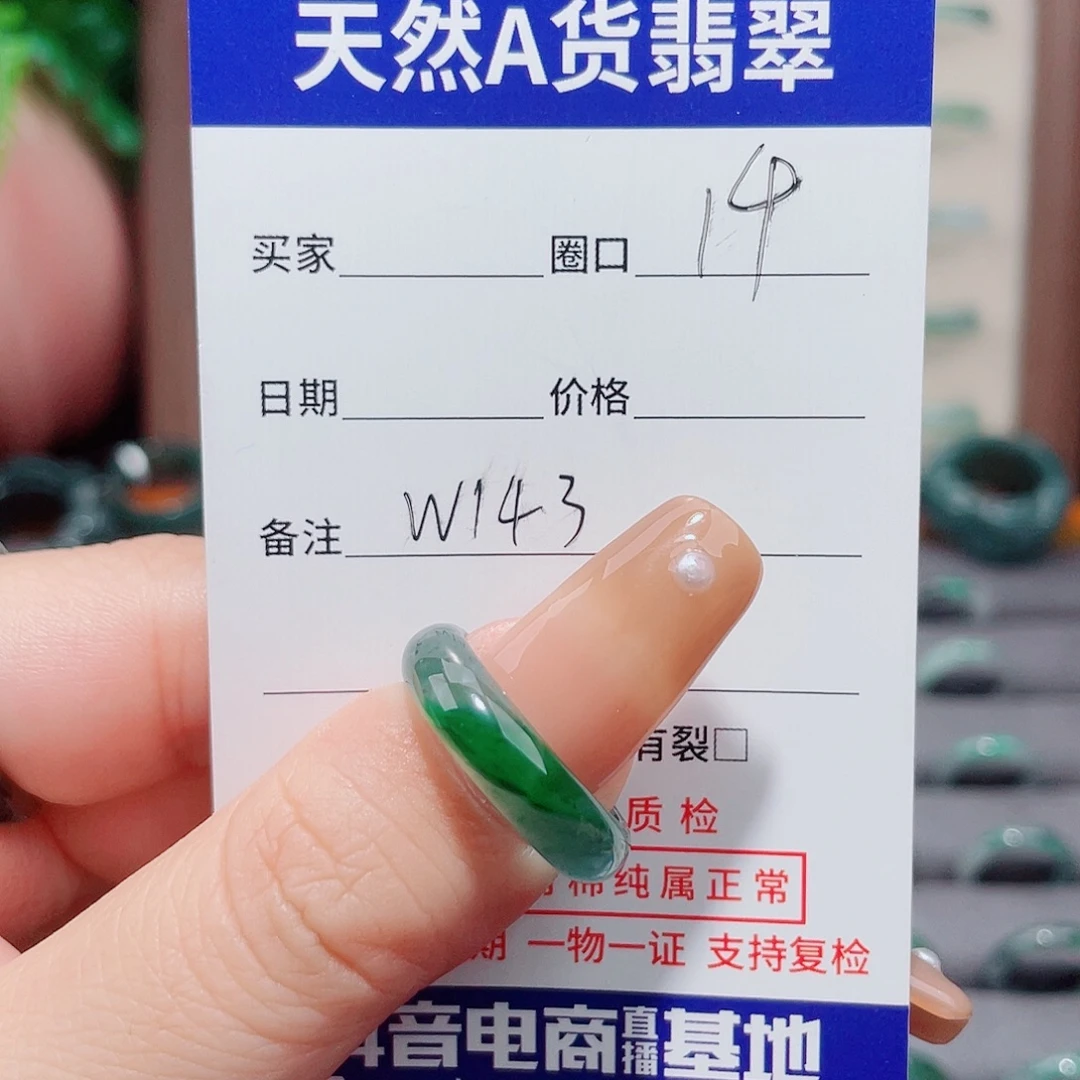 天然A货翡翠
买家 圈口 14
日期 价格
备注 W143
有裂□
质检
棉纯属正常
期 一物一证 支持复检
音电商直播基地